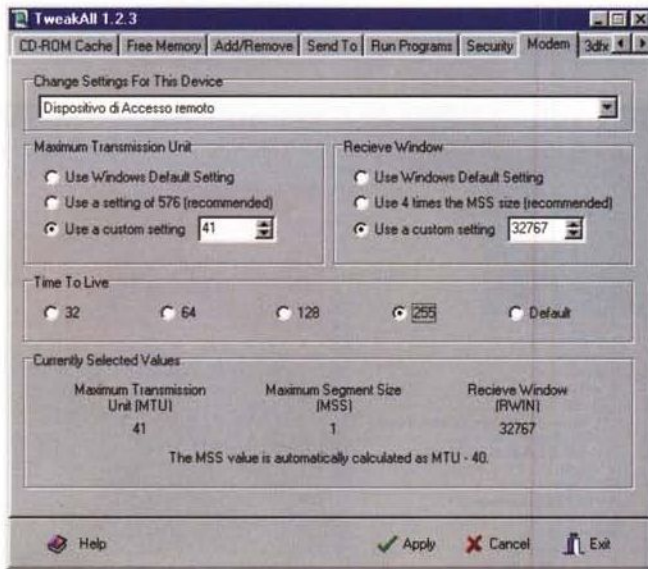 TweakAll 1.2.3
CD-ROM Cache Free Memory Add/Remove Send To Run Programs Security Modem 3dfx
Change Settings For This Device
Dispositivo di Accesso remoto
Maximum Transmission Unit
Use Windows Default Setting
Use a setting of 576 (recommended)
Use a custom setting 41
Recieve Window
Use Windows Default Setting
Use 4 times the MSS size (recommended)
Use a custom setting 32767
Time To Live
32 64 128 255 Default
Currently Selected Values
Maximum Transmission Unit (MTU)
41
Maximum Segment Size (MSS)
1
Recieve Window (RWIN)
32767
The MSS value is automatically calculated as MTU - 40.
Help Apply Cancel Exit